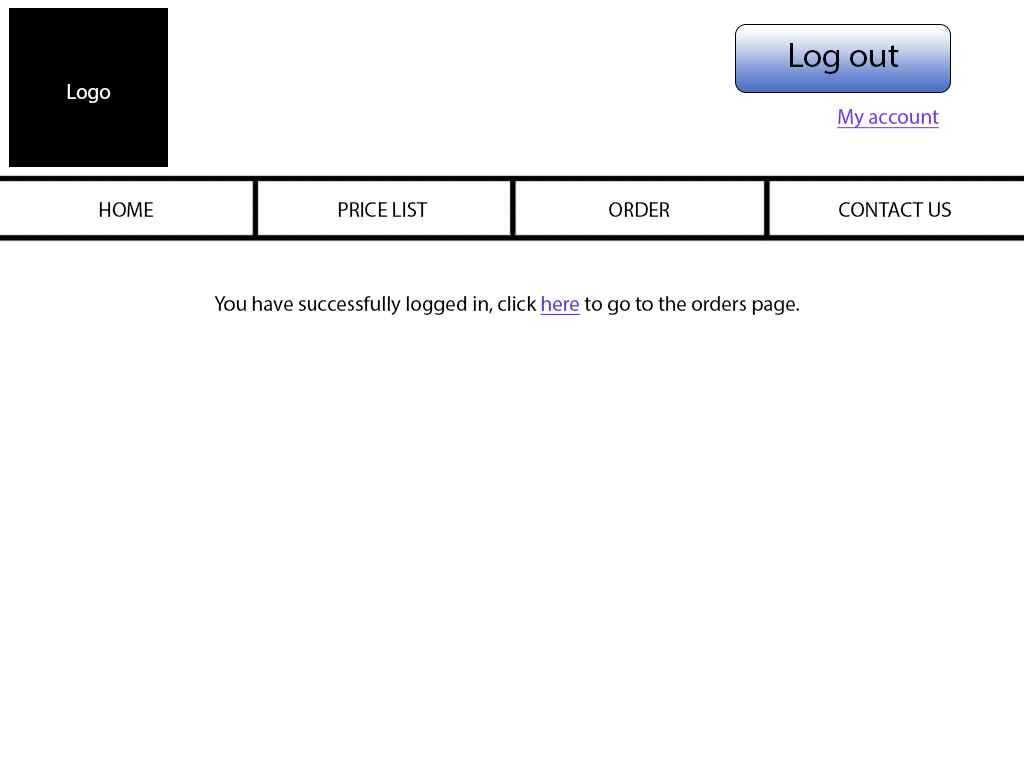 Logo
Log out
My account
HOME PRICE LIST ORDER CONTACT US
You have successfully logged in, click here to go to the orders page.